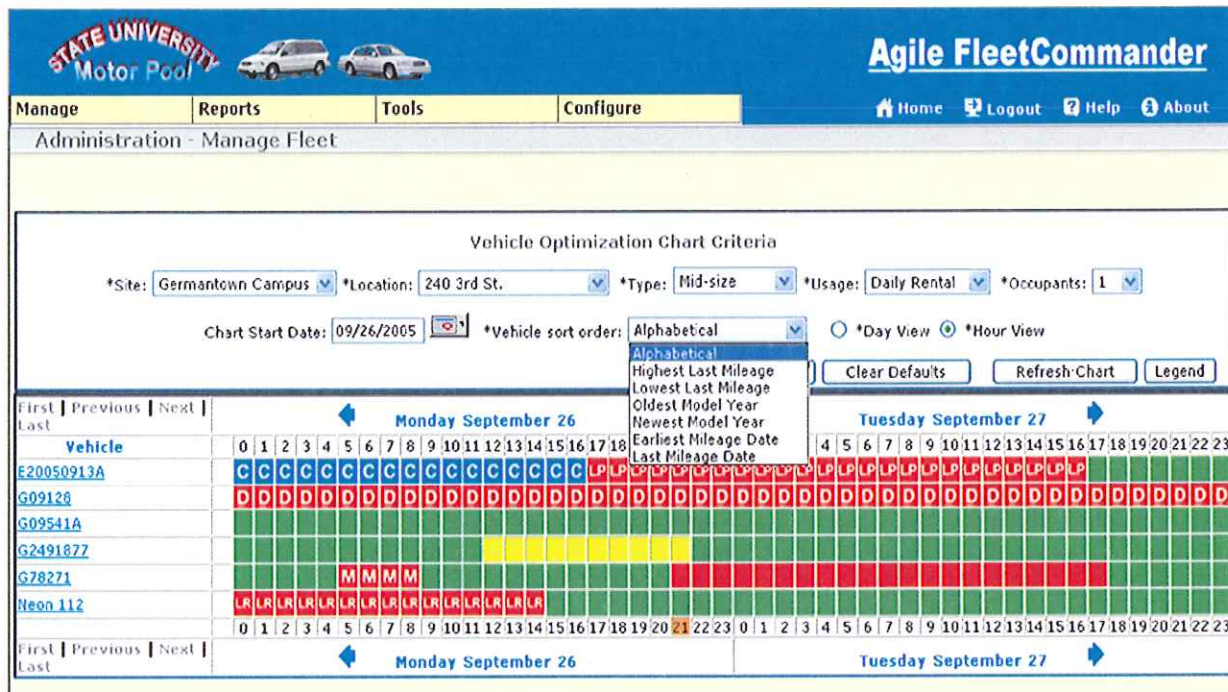 STATE UNIVERSITY
Motor Pool
Agile FleetCommander
Manage Reports Tools Configure Home Logout Help About
Administration - Manage Fleet
Vehicle Optimization Chart Criteria
*Site: Germantown Campus *Location: 240 3rd St. *Type: Mid-size *Usage: Daily Rental *Occupants: 1
Chart Start Date: 09/26/2005 *Vehicle sort order: Alphabetical *Day View *Hour View
Alphabetical
Highest Last Mileage
Lowest Last Mileage
Oldest Model Year
Newest Model Year
Earliest Mileage Date
Last Mileage Date
Clear Defaults Refresh Chart Legend
First | Previous | Next |
Last
Monday September 26 Tuesday September 27
Vehicle 0 1 2 3 4 5 6 7 8 9 10 11 12 13 14 15 16 17 18 4 5 6 7 8 9 10 11 12 13 14 15 16 17 18 19 20 21 22 23
E20050913A C C C C C C C C C C C C C C C C C LP LP LP LP LP LP LP LP LP LP LP LP LP LP LP LP LP LP LP LP LP LP LP LP
G09128 D D D D D D D D D D D D D D D D D D D D D D D D D D D D D D D D D D D D D D D D D D D D D D D D
G09541A
G2491877
G78271 M M M M
Neon 112 LR LR LR LR LR LR LR LR LR LR LR LR LR LR LR
0 1 2 3 4 5 6 7 8 9 10 11 12 13 14 15 16 17 18 19 20 21 22 23 0 1 2 3 4 5 6 7 8 9 10 11 12 13 14 15 16 17 18 19 20 21 22 23
First | Previous | Next |
Last
Monday September 26 Tuesday September 27